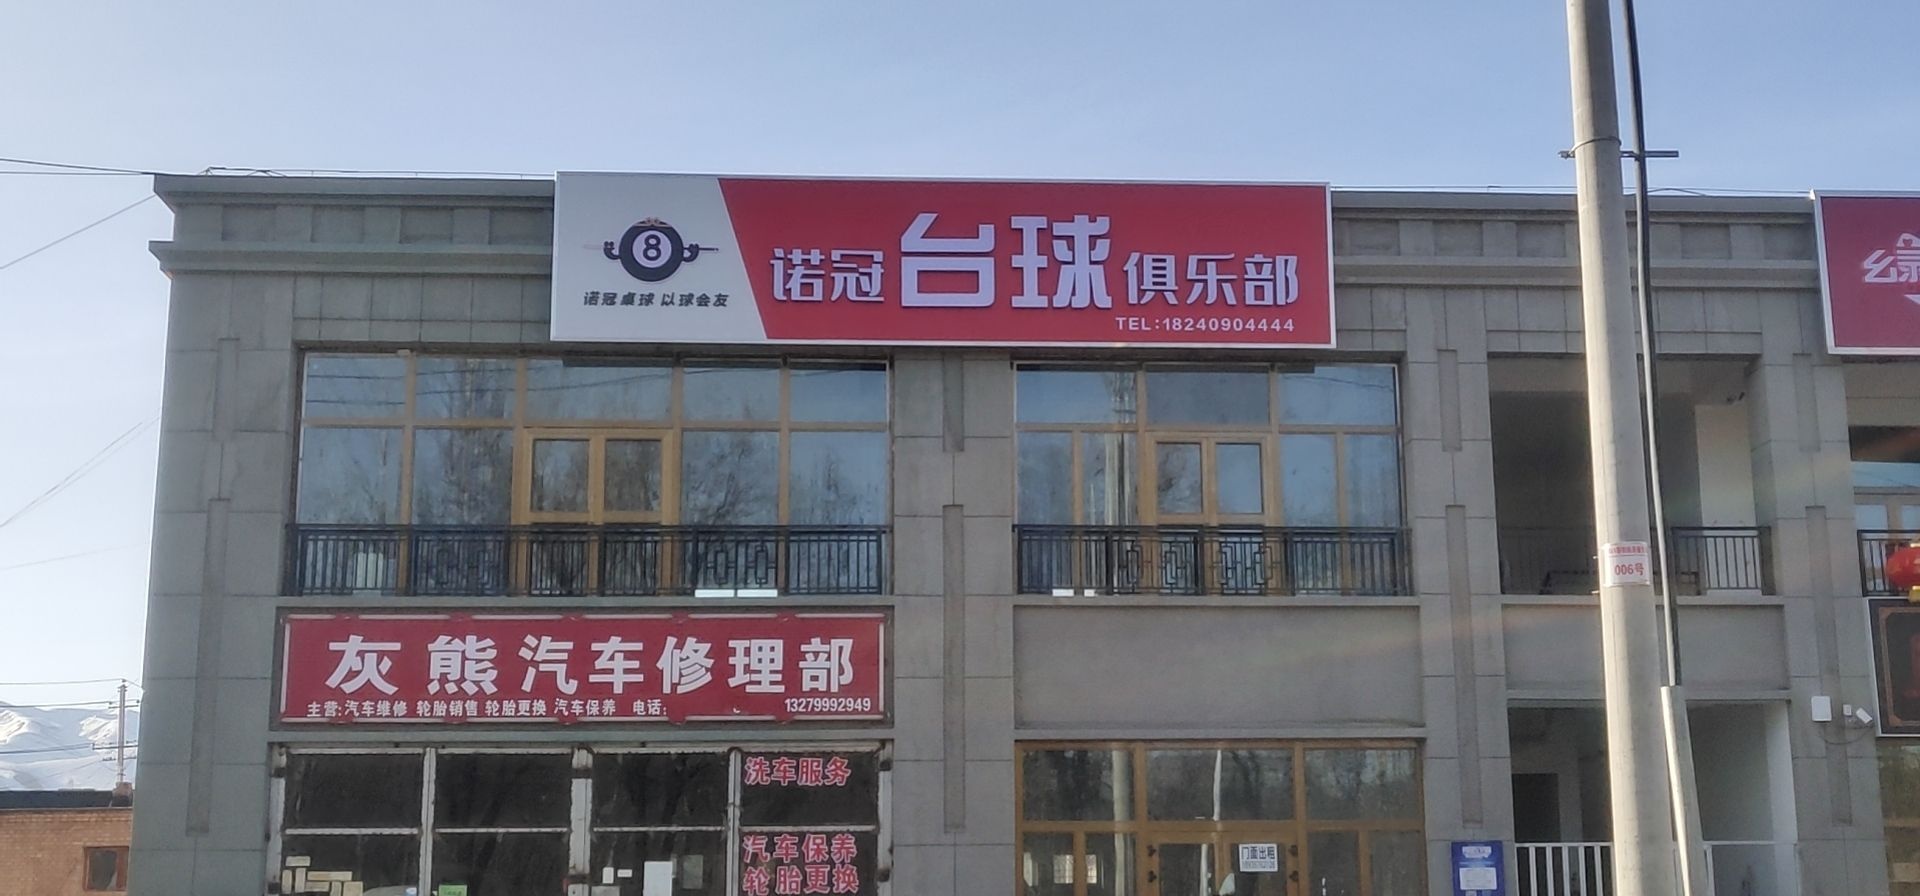 8
诺冠桌球 以球会友
诺冠台球俱乐部
TEL:18240904444
灰熊汽车修理部
主营:汽车维修 轮胎销售 轮胎更换 汽车保养 电话: 13279992949
洗车服务
汽车保养
轮胎更换
门面出租
006号